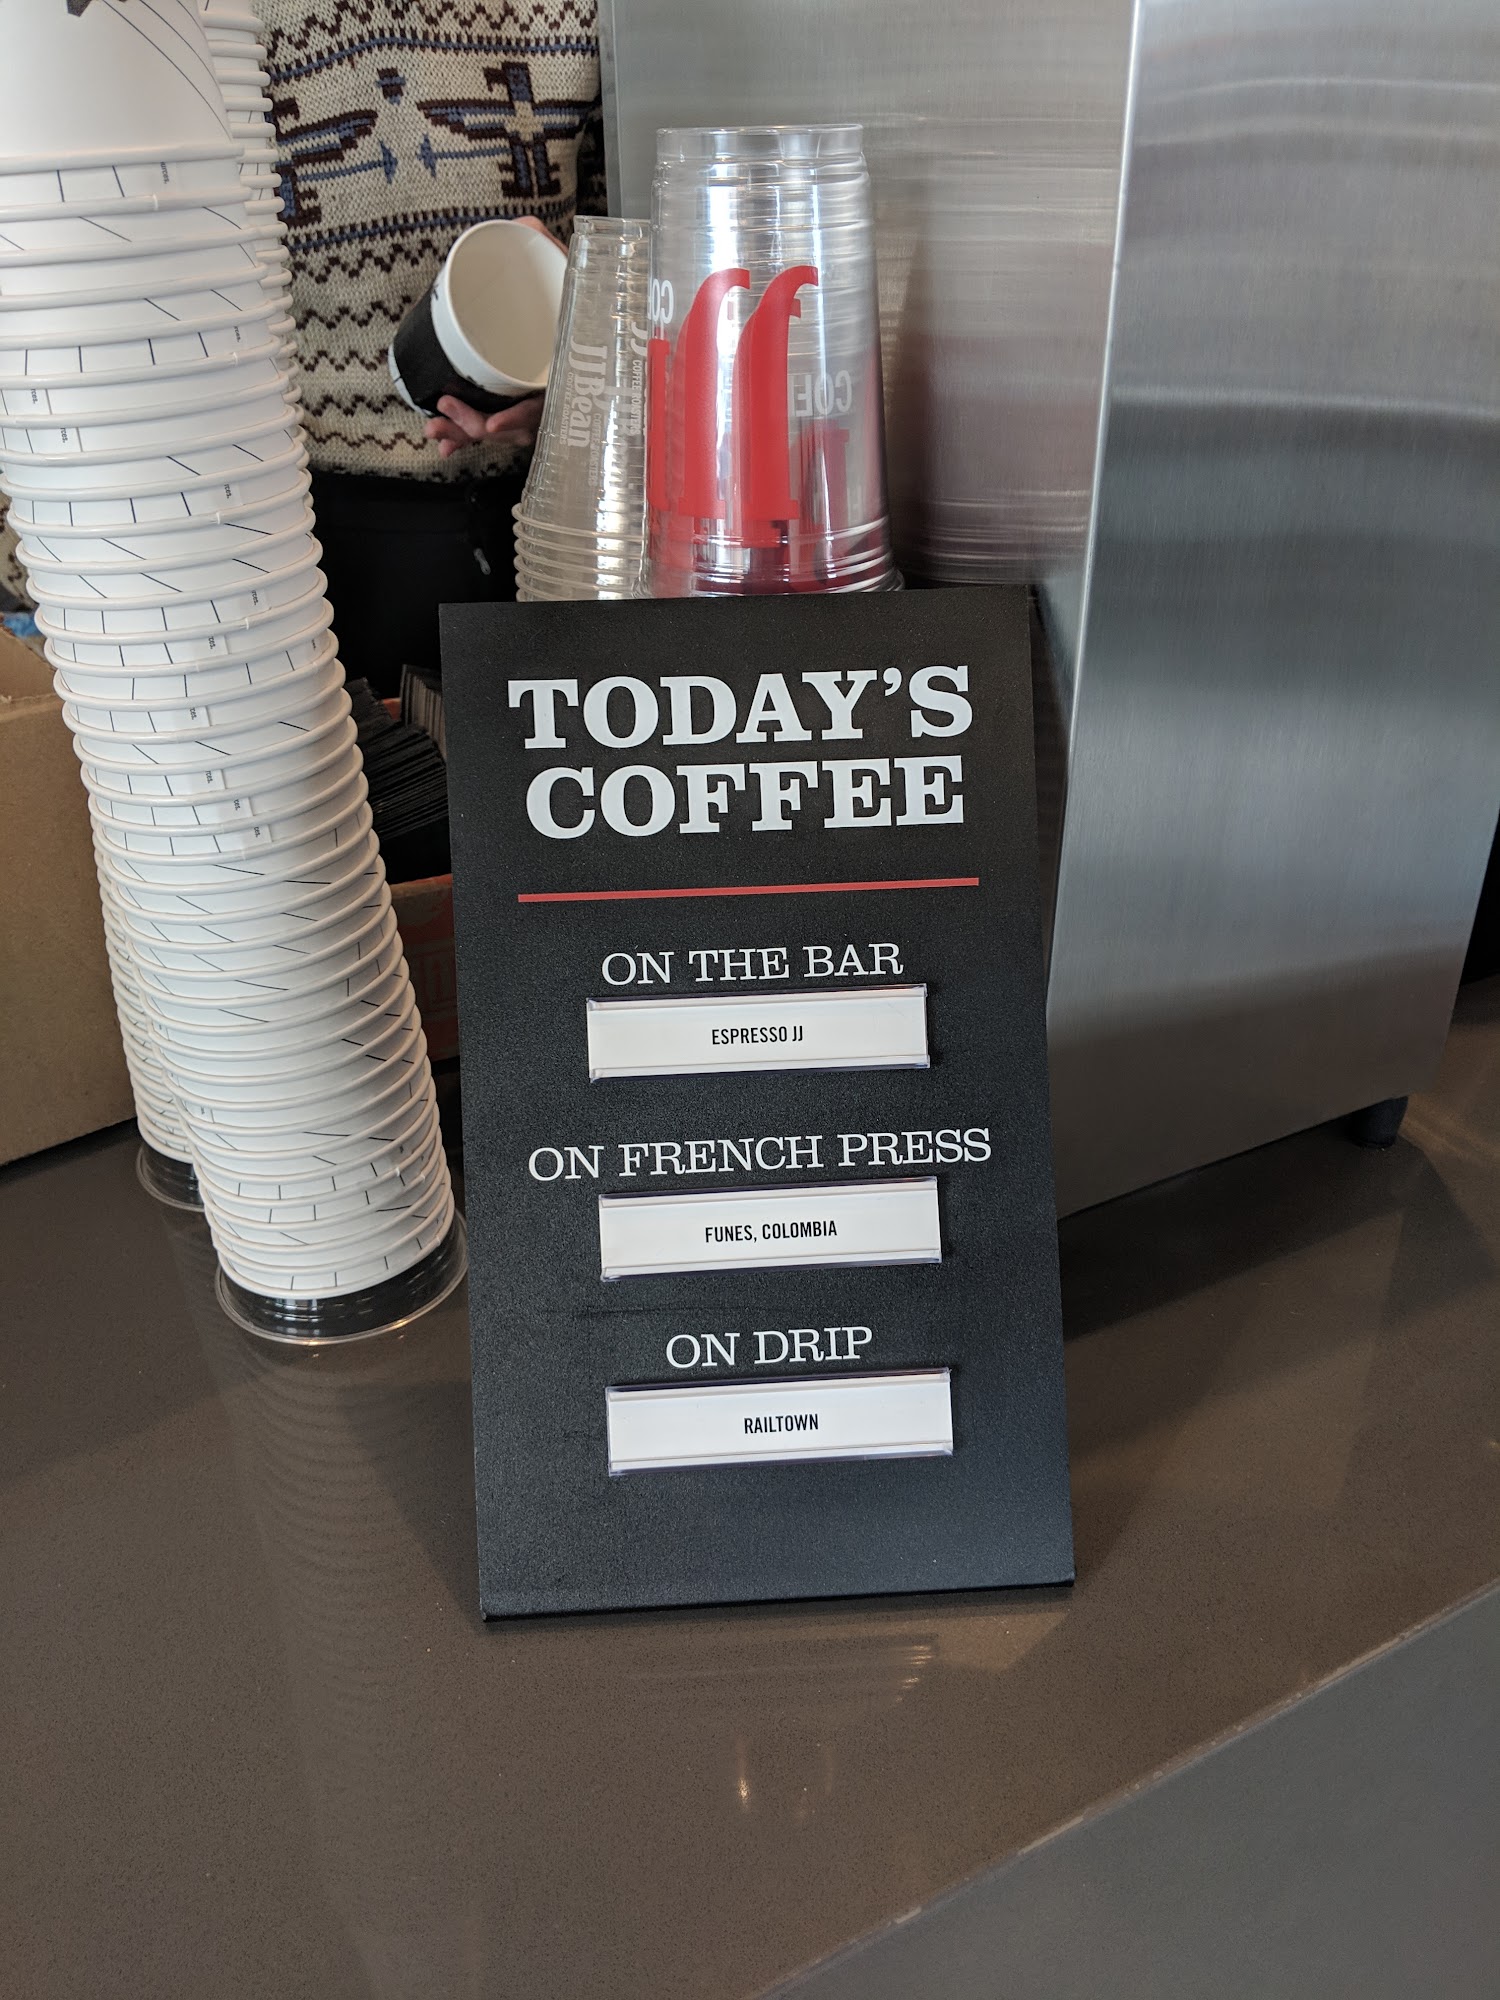 JJBean
TODAY'S
COFFEE
ON THE BAR
ESPRESSO JJ
ON FRENCH PRESS
FUNES, COLOMBIA
ON DRIP
RAILTOWN